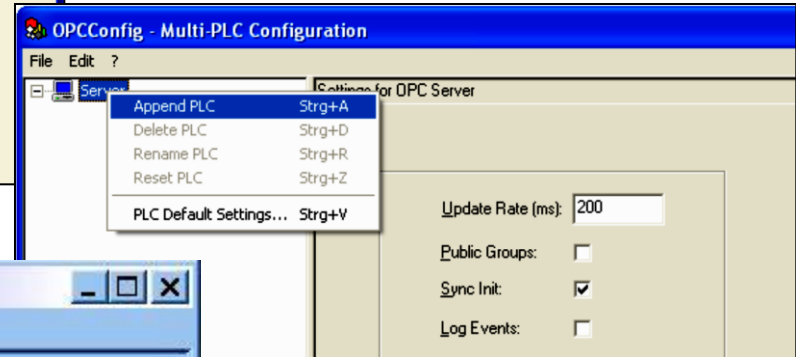 OPCConfig - Multi-PLC Configuration
File Edit ?
Server
Settings for OPC Server
Append PLC Strg+A
Delete PLC Strg+D
Rename PLC Strg+R
Reset PLC Strg+Z
PLC Default Settings... Strg+V
Update Rate (ms): 200
Public Groups:
Sync Init:
Log Events: